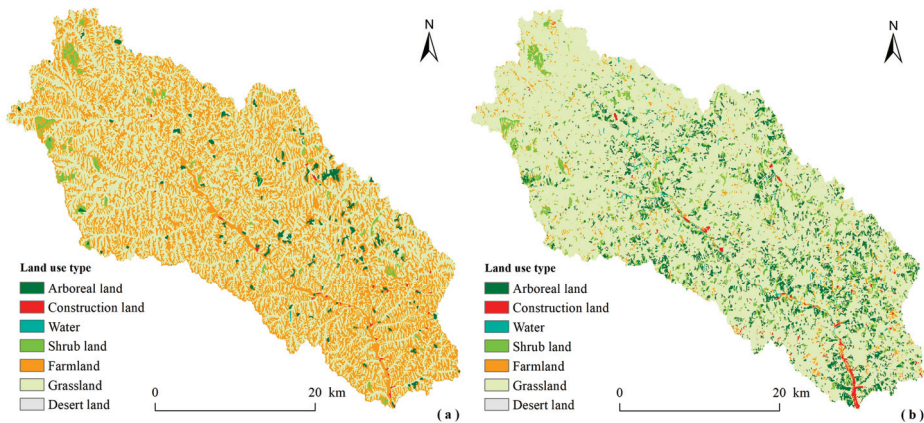 N
Land use type
Arboreal land
Construction land
Water
Shrub land
Farmland
Grassland
Desert land
0 20 km
( a )
N
Land use type
Arboreal land
Construction land
Water
Shrub land
Farmland
Grassland
Desert land
0 20 km
( b )